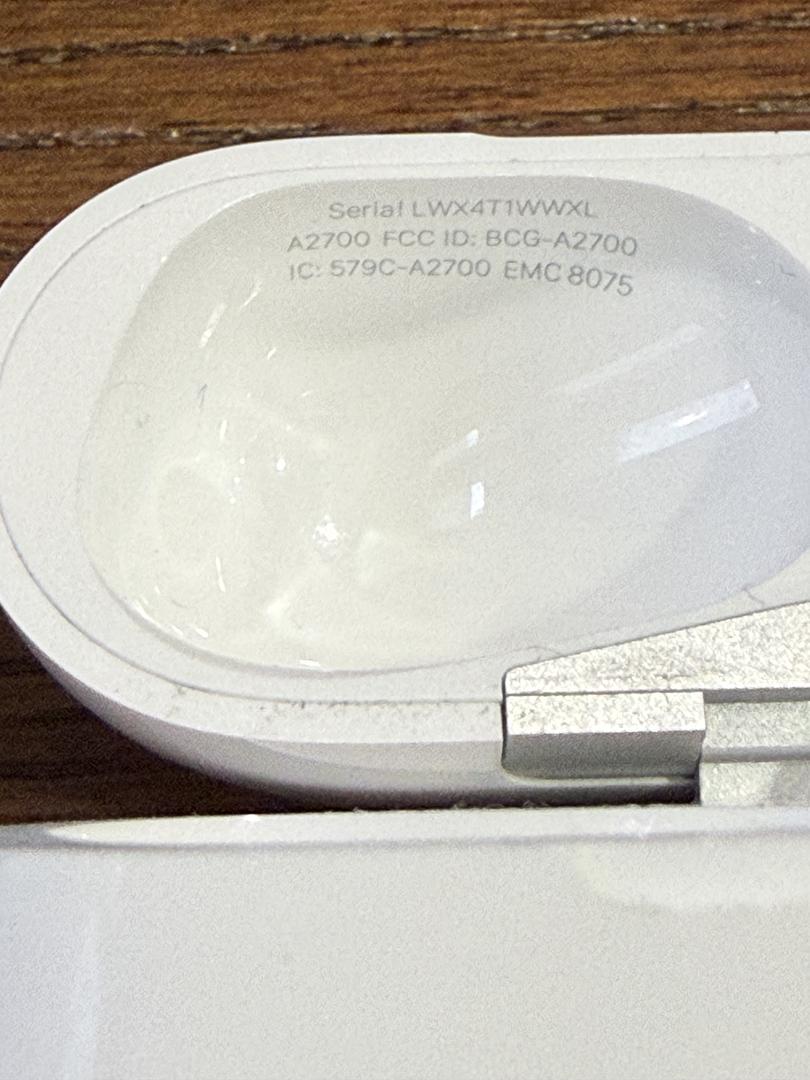 Serial LWX4T1WWXL
A2700 FCC ID: BCG-A2700
IC: 579C-A2700 EMC 8075